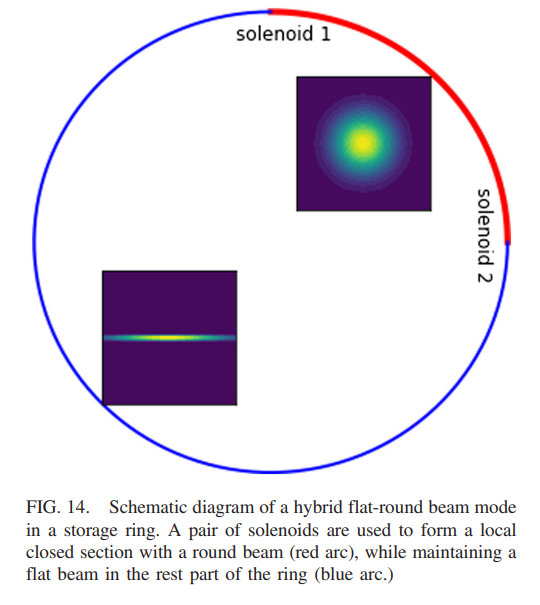 solenoid 1
solenoid 2
FIG. 14. Schematic diagram of a hybrid flat-round beam mode
in a storage ring. A pair of solenoids are used to form a local
closed section with a round beam (red arc), while maintaining a
flat beam in the rest part of the ring (blue arc.)